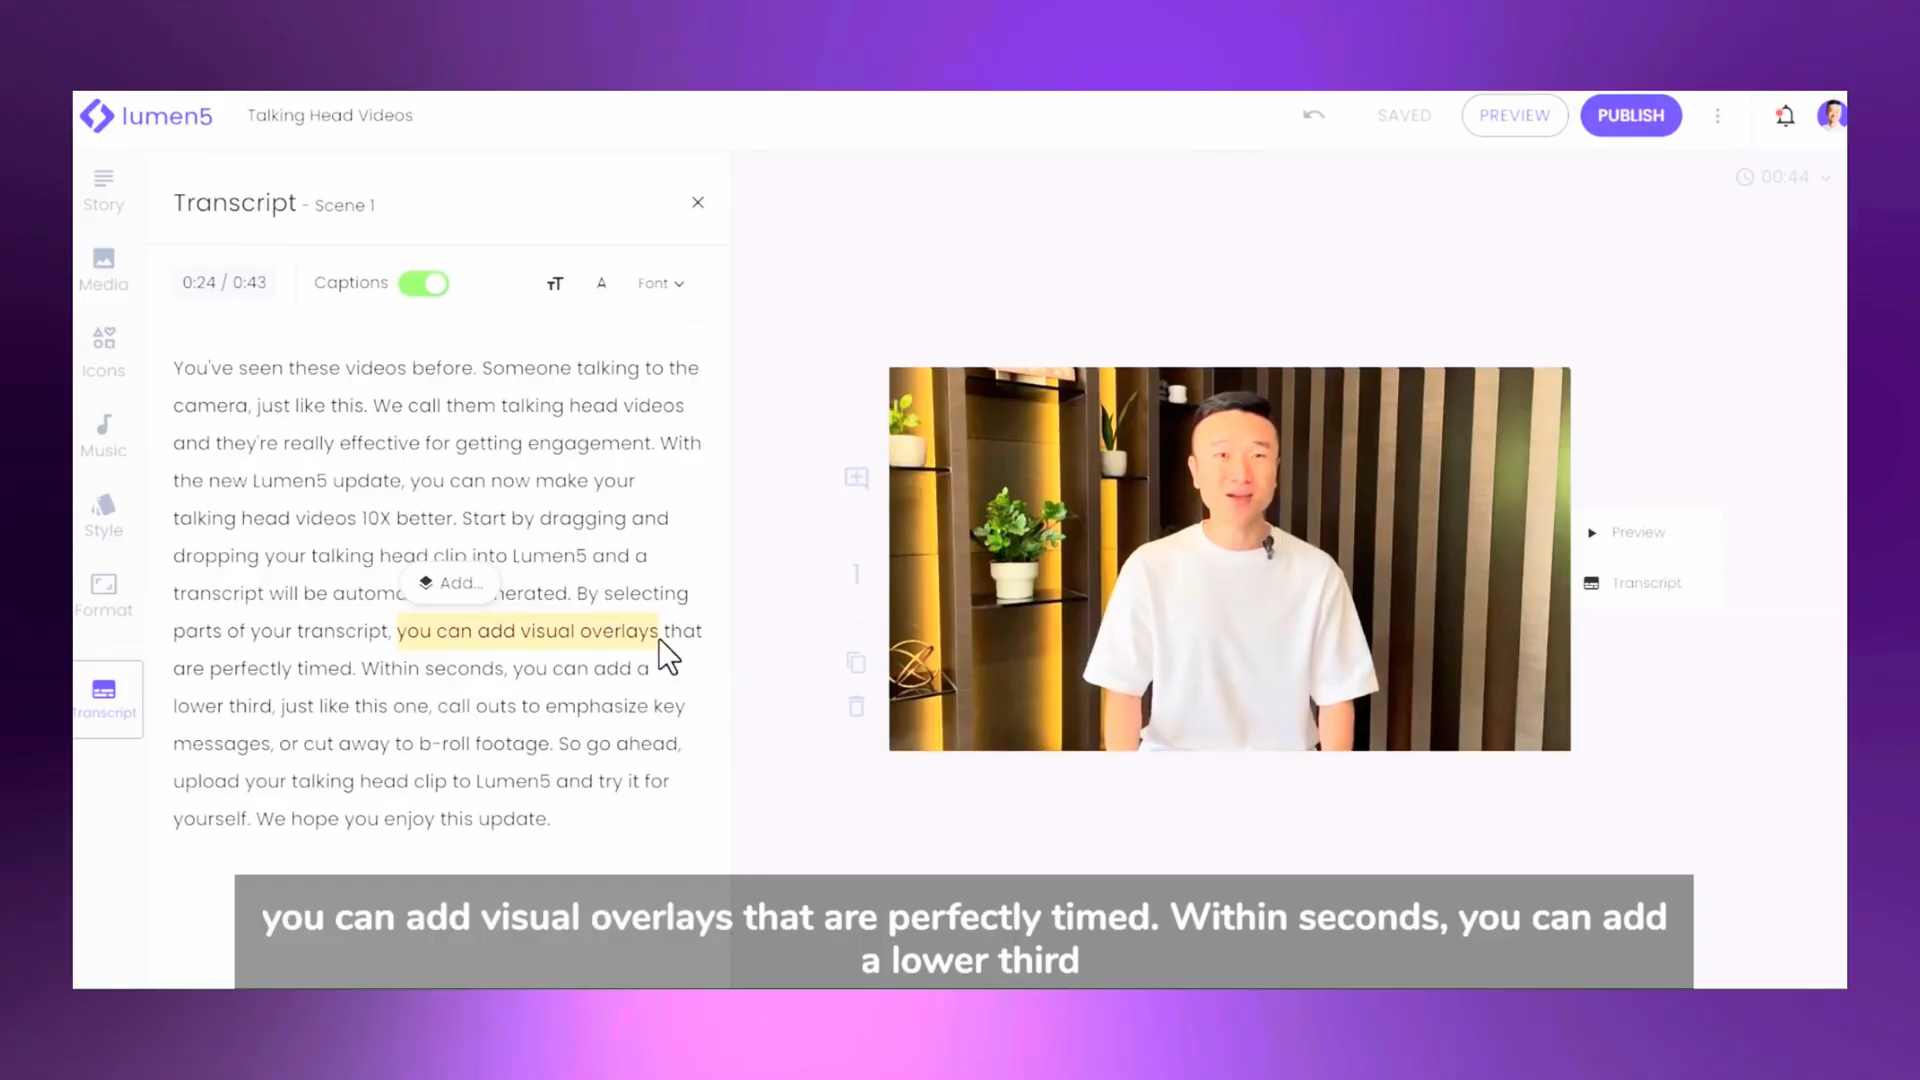 lumen5
Talking Head Videos
SAVED
PREVIEW
PUBLISH
00:44
Story
Media
Icons
Music
Style
Format
Transcript
Transcript - Scene 1
0:24 / 0:43
Captions
TT
A
Font
You've seen these videos before. Someone talking to the
camera, just like this. We call them talking head videos
and they're really effective for getting engagement. With
the new Lumen5 update, you can now make your
talking head videos 10X better. Start by dragging and
dropping your talking head clip into Lumen5 and a
Add...
transcript will be automa nerated. By selecting
parts of your transcript, you can add visual overlays that
are perfectly timed. Within seconds, you can add a
lower third, just like this one, call outs to emphasize key
messages, or cut away to b-roll footage. So go ahead,
upload your talking head clip to Lumen5 and try it for
yourself. We hope you enjoy this update.
1
Preview
Transcript
you can add visual overlays that are perfectly timed. Within seconds, you can add
a lower third